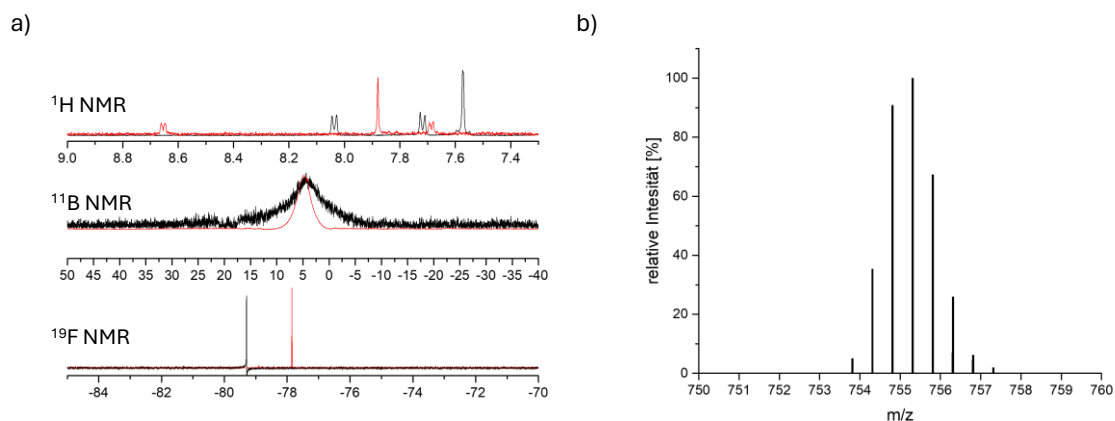 a)
b)
¹H NMR
9.0 8.8 8.6 8.4 8.2 8.0 7.8 7.6 7.4
¹¹B NMR
50 45 40 35 30 25 20 15 10 5 0 -5 -10 -15 -20 -25 -30 -35 -40
¹⁹F NMR
-84 -82 -80 -78 -76 -74 -72 -70
relative Intesität [%]
100
80
60
40
20
0
750 751 752 753 754 755 756 757 758 759 760
m/z